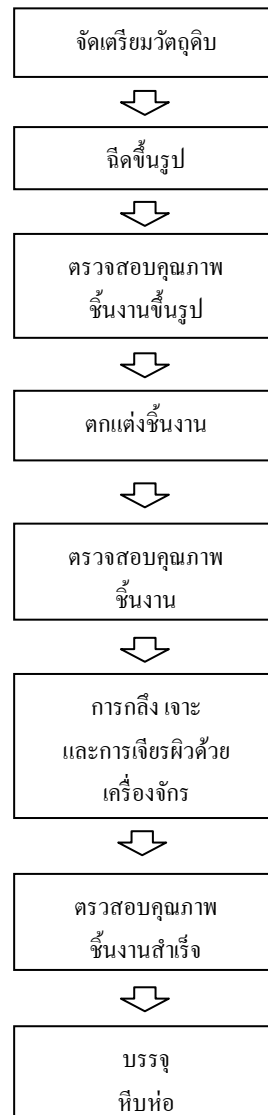 จัดเตรียมวัตถุดิบ
ฉีดขึ้นรูป
ตรวจสอบคุณภาพ
ชิ้นงานขึ้นรูป
ตกแต่งชิ้นงาน
ตรวจสอบคุณภาพ
ชิ้นงาน
การกลึง เจาะ
และการเจียรผิวด้วย
เครื่องจักร
ตรวสอบคุณภาพ
ชิ้นงานสำเร็จ
บรรจุ
หีบห่อ